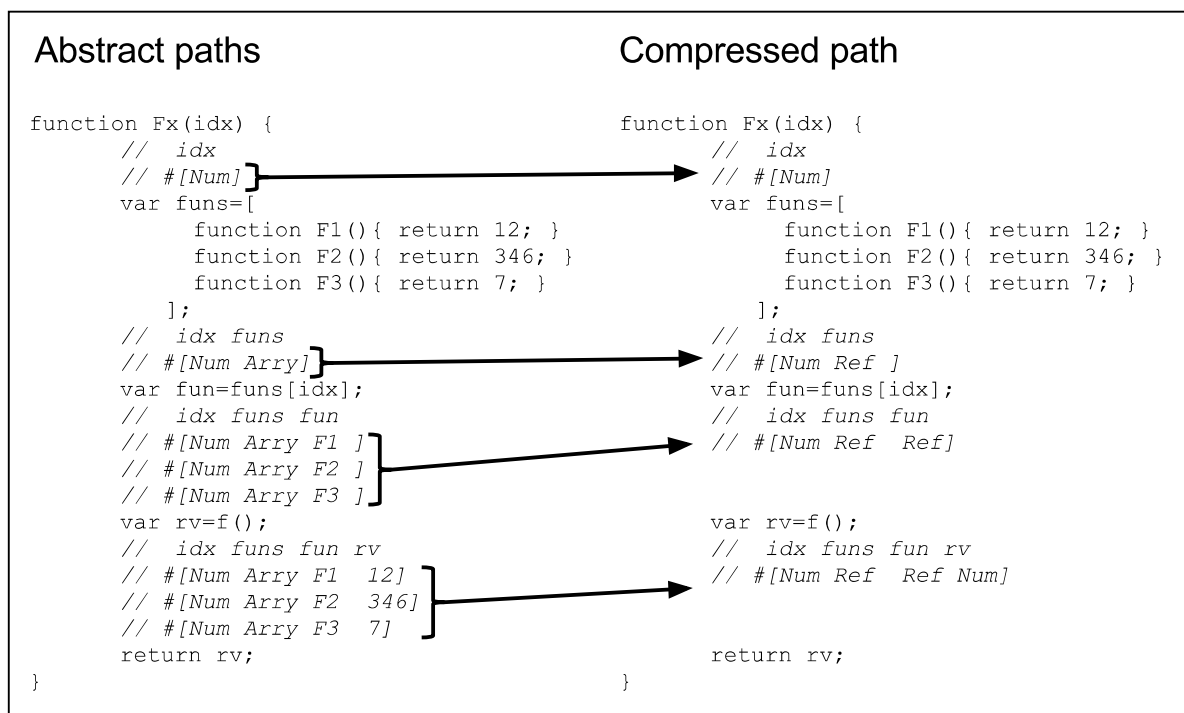 Abstract paths
function Fx(idx) {
// idx
// #[Num]
var funs=[
function F1(){ return 12; }
function F2(){ return 346; }
function F3(){ return 7; }
];
// idx funs
// #[Num Arry]
var fun=funs[idx];
// idx funs fun
// #[Num Arry F1 ]
// #[Num Arry F2 ]
// #[Num Arry F3 ]
var rv=f();
// idx funs fun rv
// #[Num Arry F1 12]
// #[Num Arry F2 346]
// #[Num Arry F3 7]
return rv;
}
Compressed path
function Fx(idx) {
// idx
// #[Num]
var funs=[
function F1(){ return 12; }
function F2(){ return 346; }
function F3(){ return 7; }
];
// idx funs
// #[Num Ref ]
var fun=funs[idx];
// idx funs fun
// #[Num Ref Ref]
var rv=f();
// idx funs fun rv
// #[Num Ref Ref Num]
return rv;
}